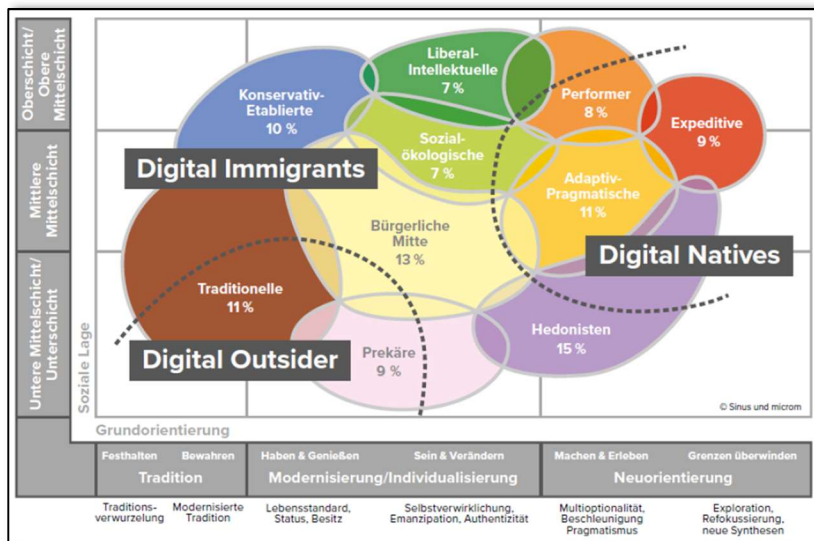 Oberschicht/
Obere
Mittelschicht
Mittlere
Mittelschicht
Untere Mittelschicht/
Unterschicht
Soziale Lage
Konservativ-
Etablierte
10 %
Liberal-
Intellektuelle
7 %
Performer
8 %
Expeditive
9 %
Sozial-
ökologische
7 %
Digital Immigrants
Adaptiv-
Pragmatische
11 %
Bürgerliche
Mitte
13 %
Digital Natives
Traditionelle
11 %
Digital Outsider
Prekäre
9 %
Hedonisten
15 %
© Sinus und microm
Grundorientierung
Festhalten Bewahren Haben & Genießen Sein & Verändern Machen & Erleben Grenzen überwinden
Tradition Modernisierung/Individualisierung Neuorientierung
Traditions-
verwurzelung
Modernisierte
Tradition
Lebensstandard,
Status, Besitz
Selbstverwirklichung,
Emanzipation, Authentizität
Multioptionalität,
Beschleunigung
Pragmatismus
Exploration,
Refokussierung,
neue Synthesen